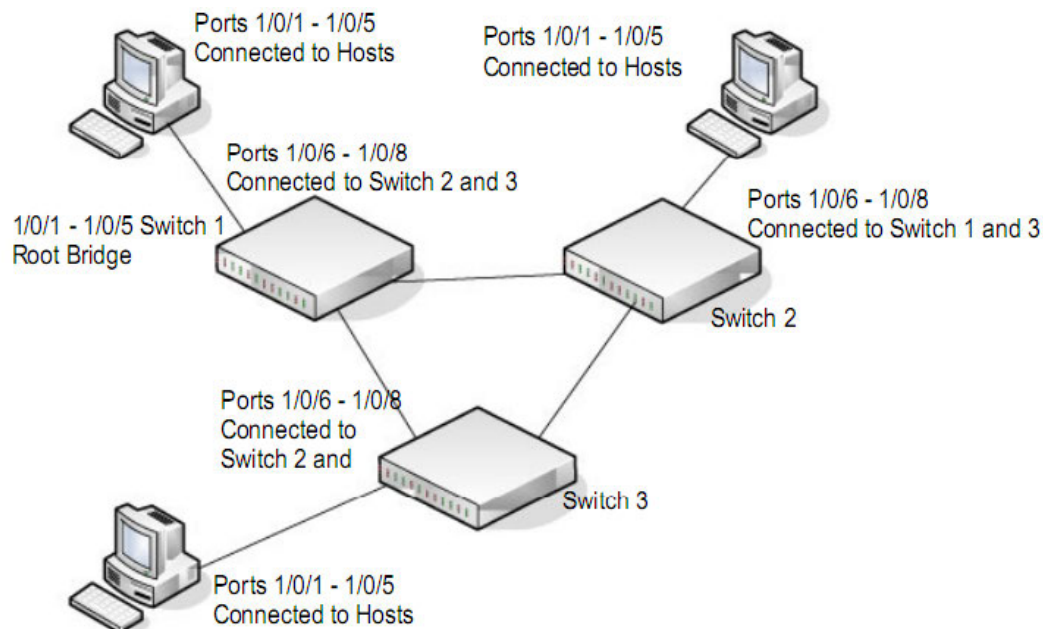 Ports 1/0/1 - 1/0/5
Connected to Hosts
Ports 1/0/1 - 1/0/5
Connected to Hosts
Ports 1/0/6 - 1/0/8
Connected to Switch 2 and 3
Ports 1/0/6 - 1/0/8
Connected to Switch 1 and 3
1/0/1 - 1/0/5 Switch 1
Root Bridge
Switch 2
Ports 1/0/6 - 1/0/8
Connected to
Switch 2 and
Switch 3
Ports 1/0/1 - 1/0/5
Connected to Hosts